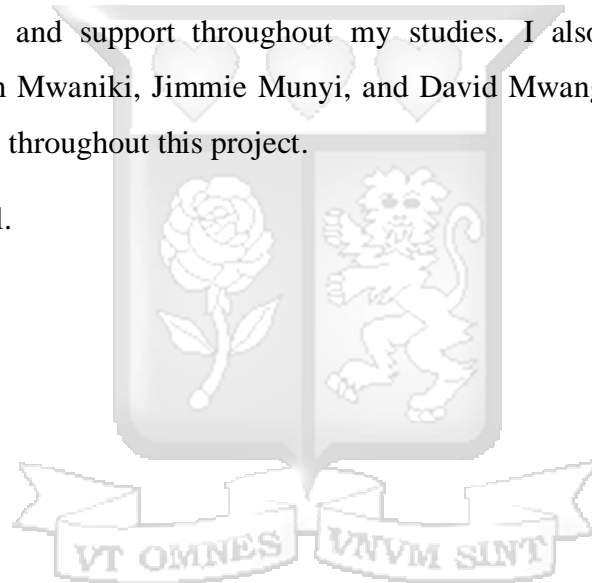 and support throughout my studies. I also
Mwaniki, Jimmie Munyi, and David Mwang
throughout this project.
VT OMNES VNVM SINT